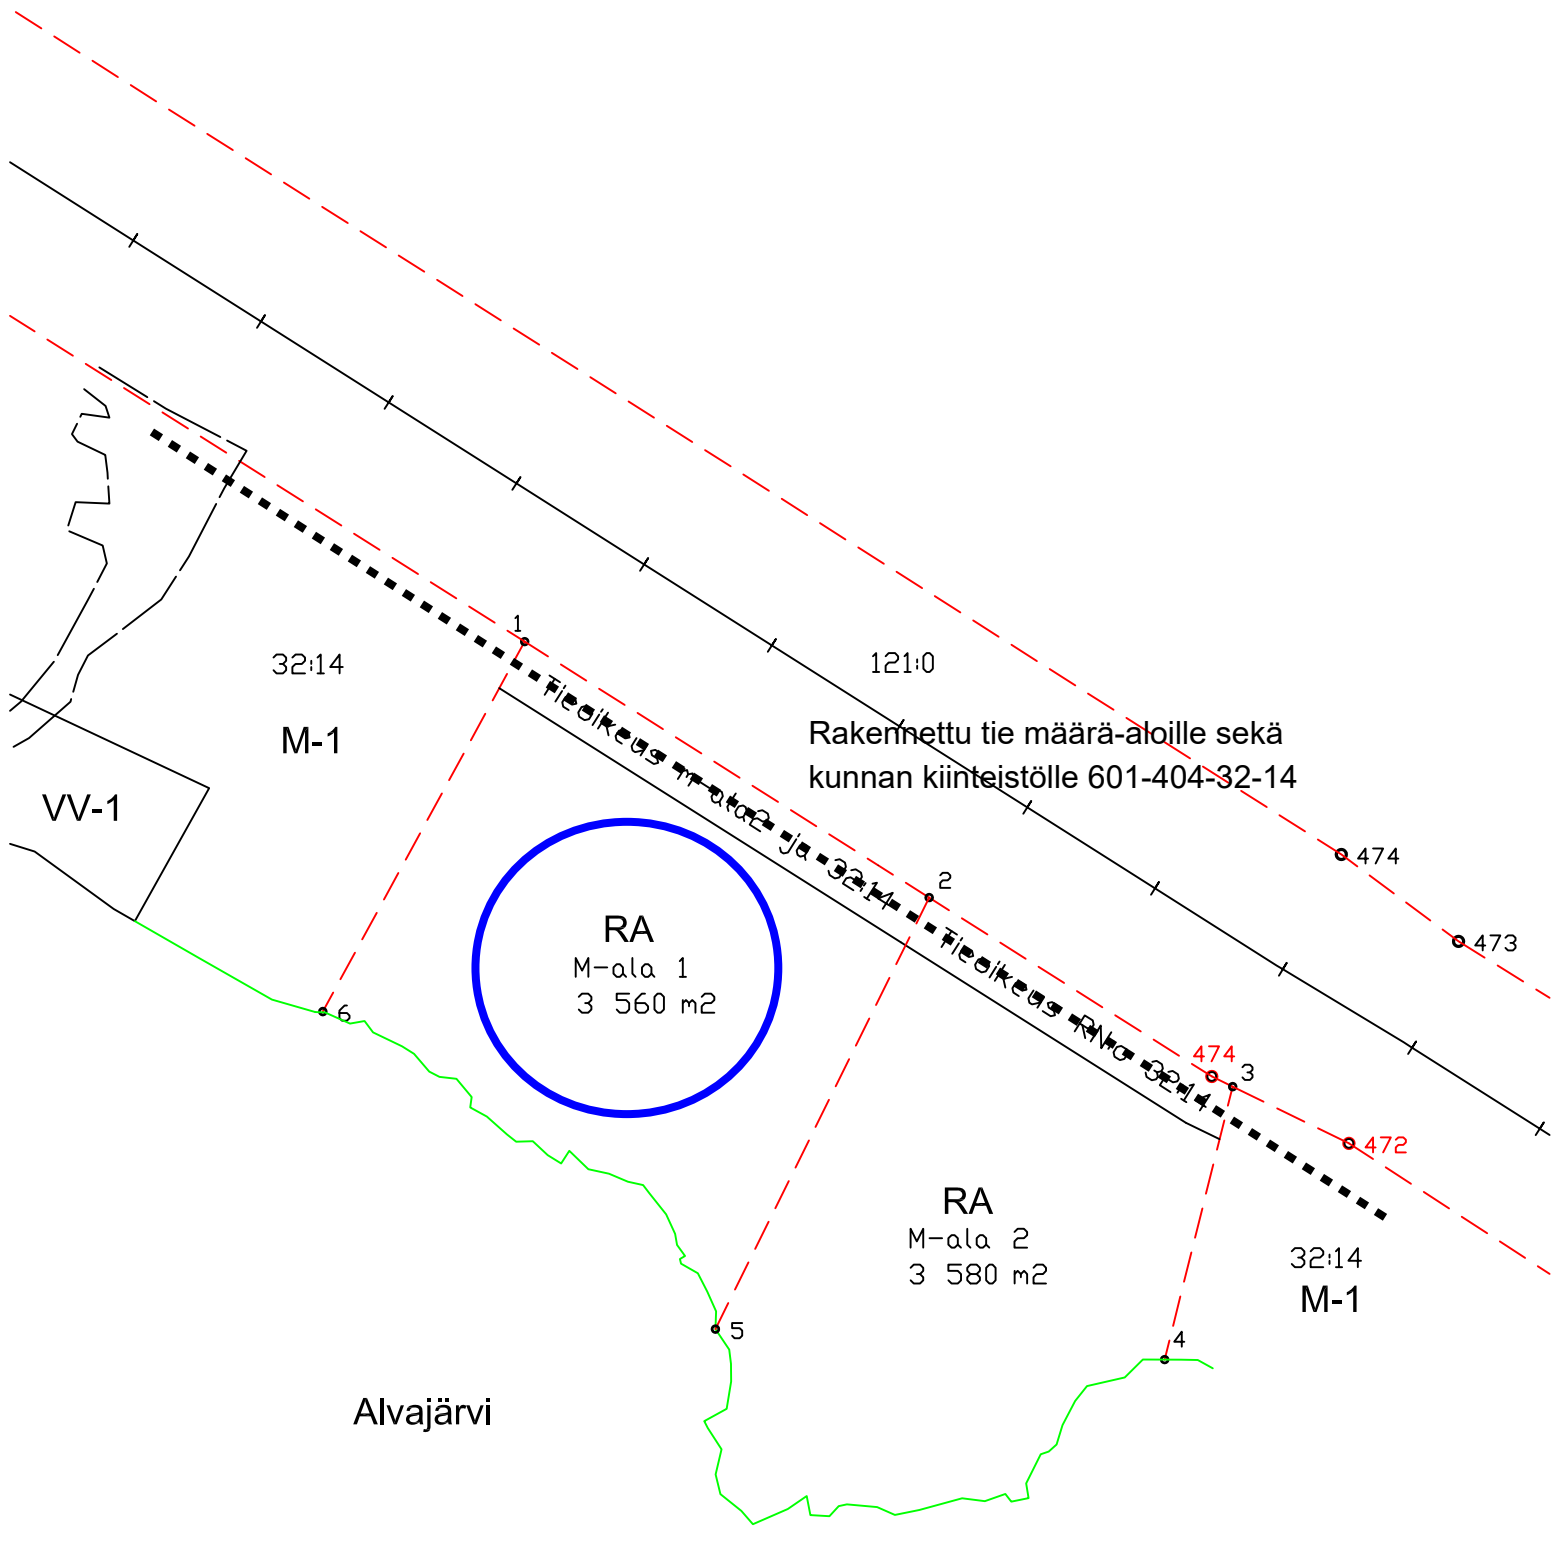 1
32:14
M-1
VV-1
121:0
Rakennettu tie määrä-aloille sekä
kunnan kiinteistölle 601-404-32-14
Tieoikeus m-ala2 ja 32:14
474
2
473
RA
M-ala 1
3 560 m2
6
Tieoikeus RN:o 32:14
474
3
472
RA
M-ala 2
3 580 m2
32:14
M-1
5
4
Alvajärvi